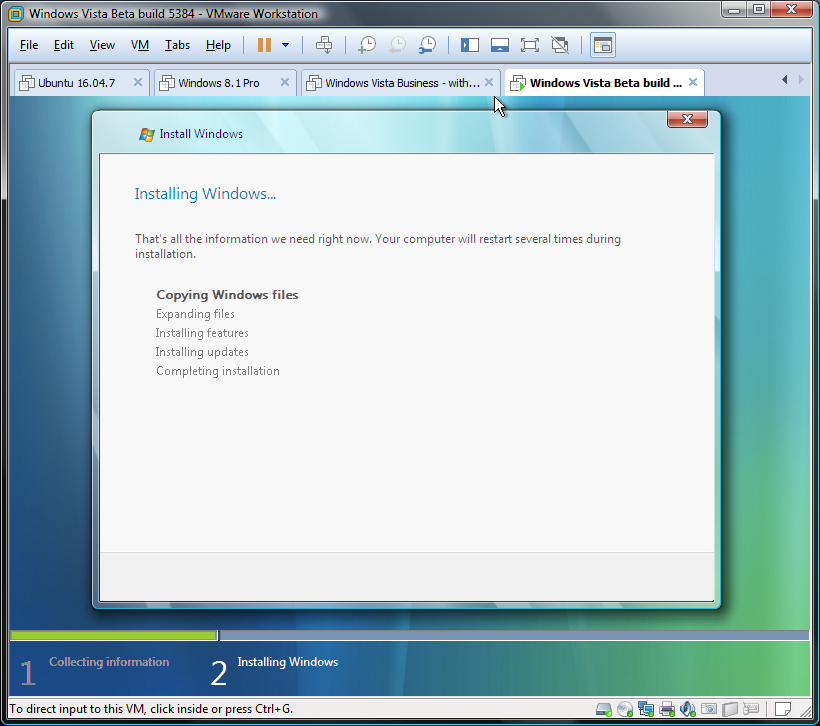 Windows Vista Beta build 5384 - VMware Workstation
File Edit View VM Tabs Help
Ubuntu 16.04.7 Windows 8.1 Pro Windows Vista Business - with... Windows Vista Beta build ...
Install Windows
Installing Windows...
That's all the information we need right now. Your computer will restart several times during
installation.
Copying Windows files
Expanding files
Installing features
Installing updates
Completing installation
1 Collecting information 2 Installing Windows
To direct input to this VM, click inside or press Ctrl+G.